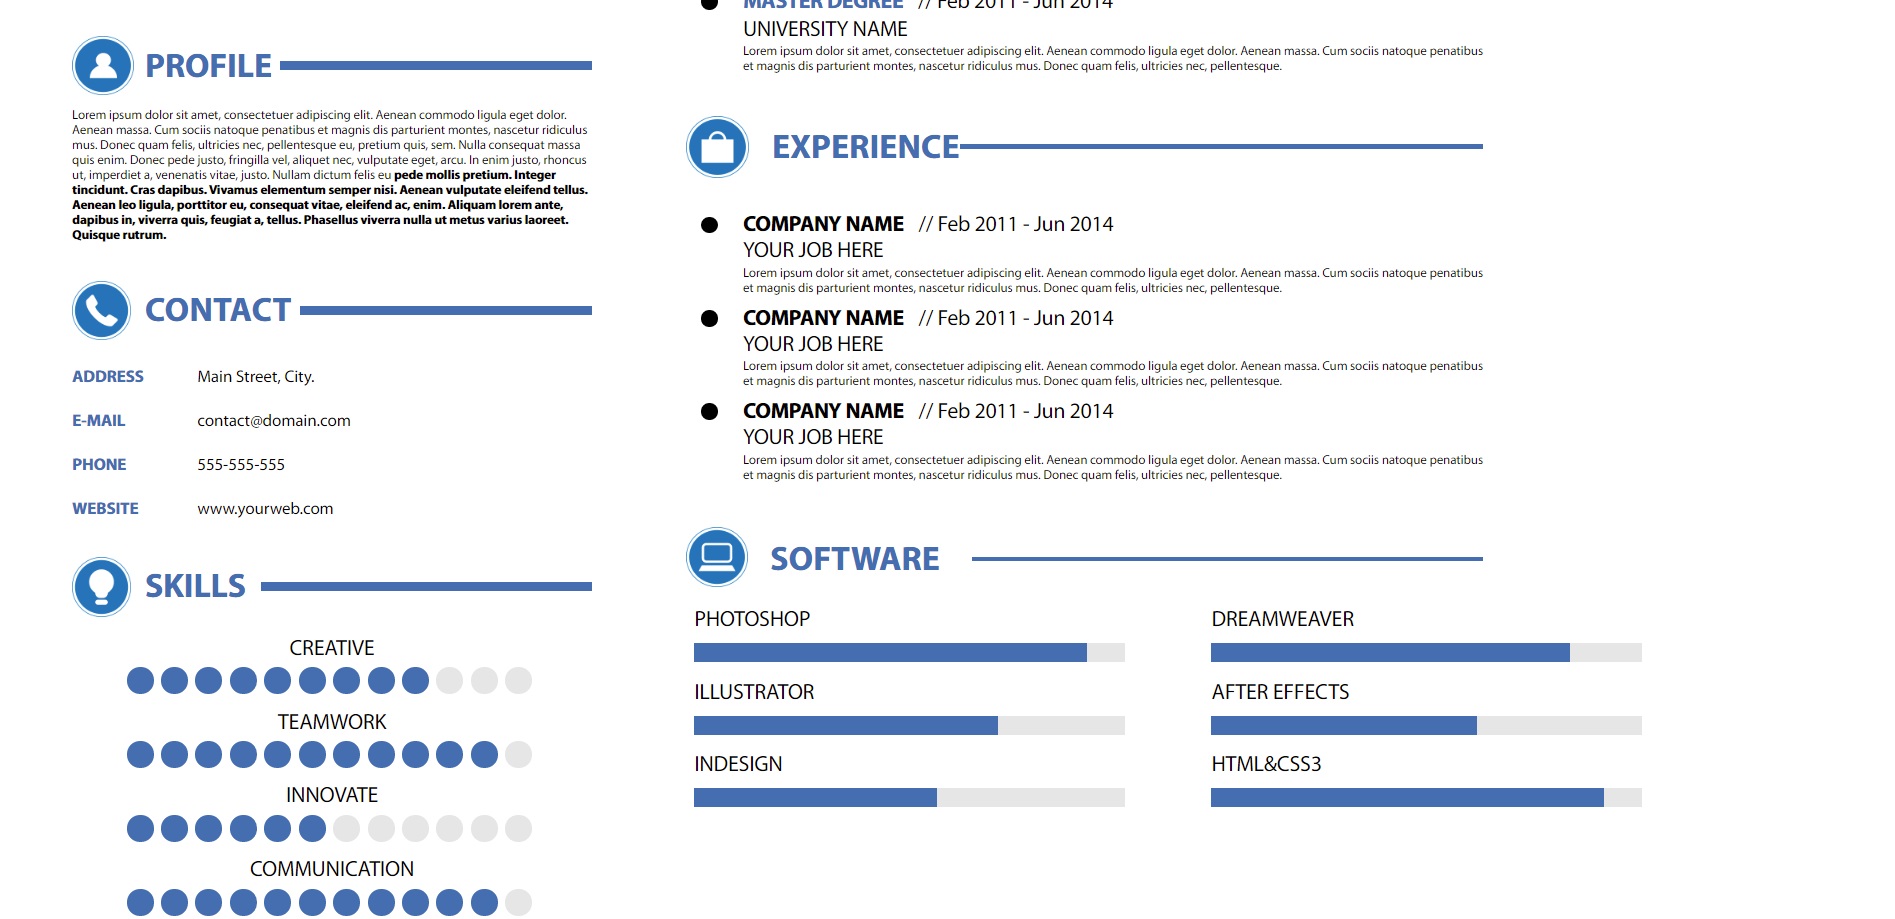 PROFILE
Lorem ipsum dolor sit amet, consectetuer adipiscing elit. Aenean commodo ligula eget dolor.
Aenean massa. Cum sociis natoque penatibus et magnis dis parturient montes, nascetur ridiculus
mus. Donec quam felis, ultricies nec, pellentesque eu, pretium quis, sem. Nulla consequat massa
quis enim. Donec pede justo, fringilla vel, aliquet nec, vulputate eget, arcu. In enim justo, rhoncus
ut, imperdiet a, venenatis vitae, justo. Nullam dictum felis eu pede mollis pretium. Integer
tincidunt. Cras dapibus. Vivamus elementum semper nisi. Aenean vulputate eleifend tellus.
Aenean leo ligula, porttitor eu, consequat vitae, eleifend ac, enim. Aliquam lorem ante,
dapibus in, viverra quis, feugiat a, tellus. Phasellus viverra nulla ut metus varius laoreet.
Quisque rutrum.
CONTACT
ADDRESS Main Street, City.
E-MAIL contact@domain.com
PHONE 555-555-555
WEBSITE www.yourweb.com
SKILLS
CREATIVE
TEAMWORK
INNOVATE
COMMUNICATION
MASTER DEGREE // Feb 2011 - Jun 2014
UNIVERSITY NAME
Lorem ipsum dolor sit amet, consectetuer adipiscing elit. Aenean commodo ligula eget dolor. Aenean massa. Cum sociis natoque penatibus
et magnis dis parturient montes, nascetur ridiculus mus. Donec quam felis, ultricies nec, pellentesque.
EXPERIENCE
COMPANY NAME // Feb 2011 - Jun 2014
YOUR JOB HERE
Lorem ipsum dolor sit amet, consectetuer adipiscing elit. Aenean commodo ligula eget dolor. Aenean massa. Cum sociis natoque penatibus
et magnis dis parturient montes, nascetur ridiculus mus. Donec quam felis, ultricies nec, pellentesque.
COMPANY NAME // Feb 2011 - Jun 2014
YOUR JOB HERE
Lorem ipsum dolor sit amet, consectetuer adipiscing elit. Aenean commodo ligula eget dolor. Aenean massa. Cum sociis natoque penatibus
et magnis dis parturient montes, nascetur ridiculus mus. Donec quam felis, ultricies nec, pellentesque.
COMPANY NAME // Feb 2011 - Jun 2014
YOUR JOB HERE
Lorem ipsum dolor sit amet, consectetuer adipiscing elit. Aenean commodo ligula eget dolor. Aenean massa. Cum sociis natoque penatibus
et magnis dis parturient montes, nascetur ridiculus mus. Donec quam felis, ultricies nec, pellentesque.
SOFTWARE
PHOTOSHOP
ILLUSTRATOR
INDESIGN
DREAMWEAVER
AFTER EFFECTS
HTML&CSS3